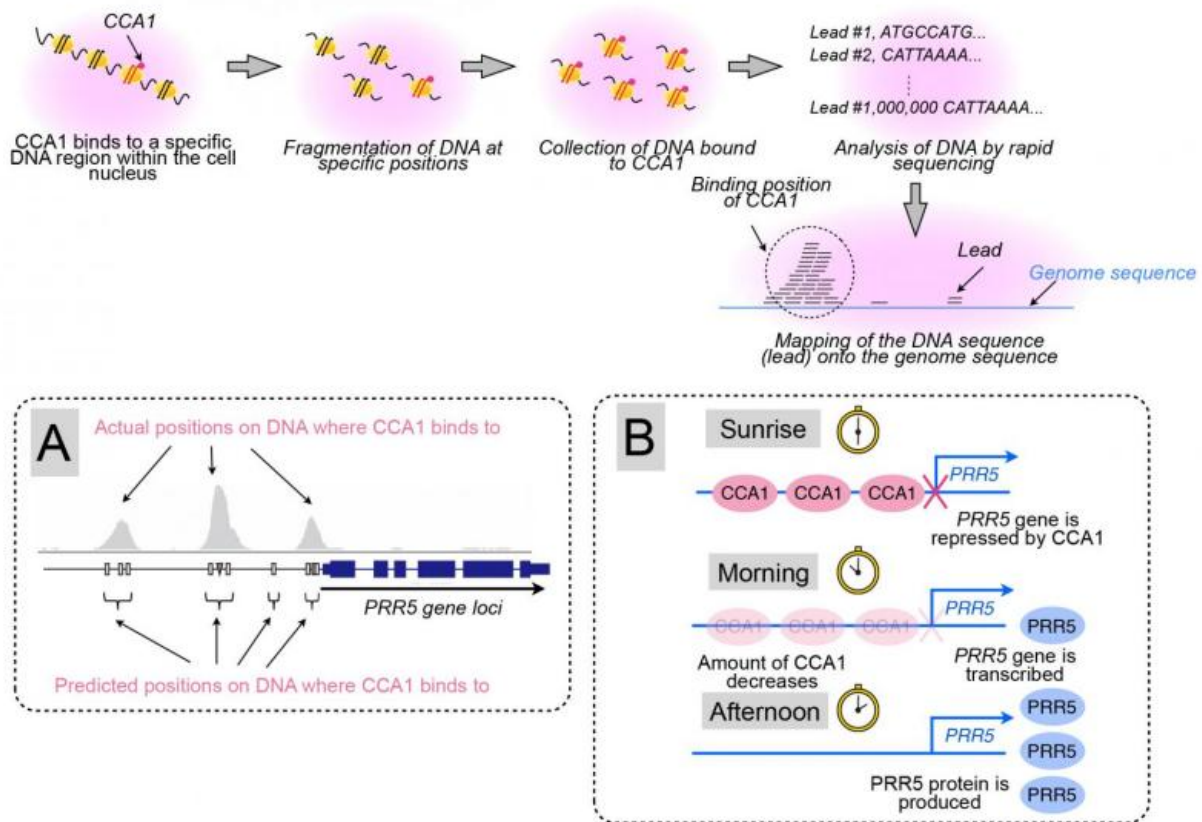 CCA1
CCA1 binds to a specific
DNA region within the cell
nucleus
Fragmentation of DNA at
specific positions
Collection of DNA bound
to CCA1
Lead #1, ATGCCATG...
Lead #2, CATTAAAA...
Lead #1,000,000 CATTAAAA...
Analysis of DNA by rapid
sequencing
Binding position
of CCA1
Lead
Genome sequence
Mapping of the DNA sequence
(lead) onto the genome sequence
A
Actual positions on DNA where CCA1 binds to
PRR5 gene loci
Predicted positions on DNA where CCA1 binds to
B
Sunrise
CCA1 CCA1 CCA1
PRR5
PRR5 gene is
repressed by CCA1
Morning
CCA1 CCA1 CCA1
PRR5
PRR5
Amount of CCA1
decreases
PRR5 gene is
transcribed
Afternoon
PRR5
PRR5
PRR5
PRR5
PRR5 protein is
produced